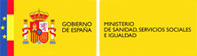 GOBIERNO
DE ESPAÑA
MINISTERIO
DE SANIDAD, SERVICIOS SOCIALES
E IGUALDAD